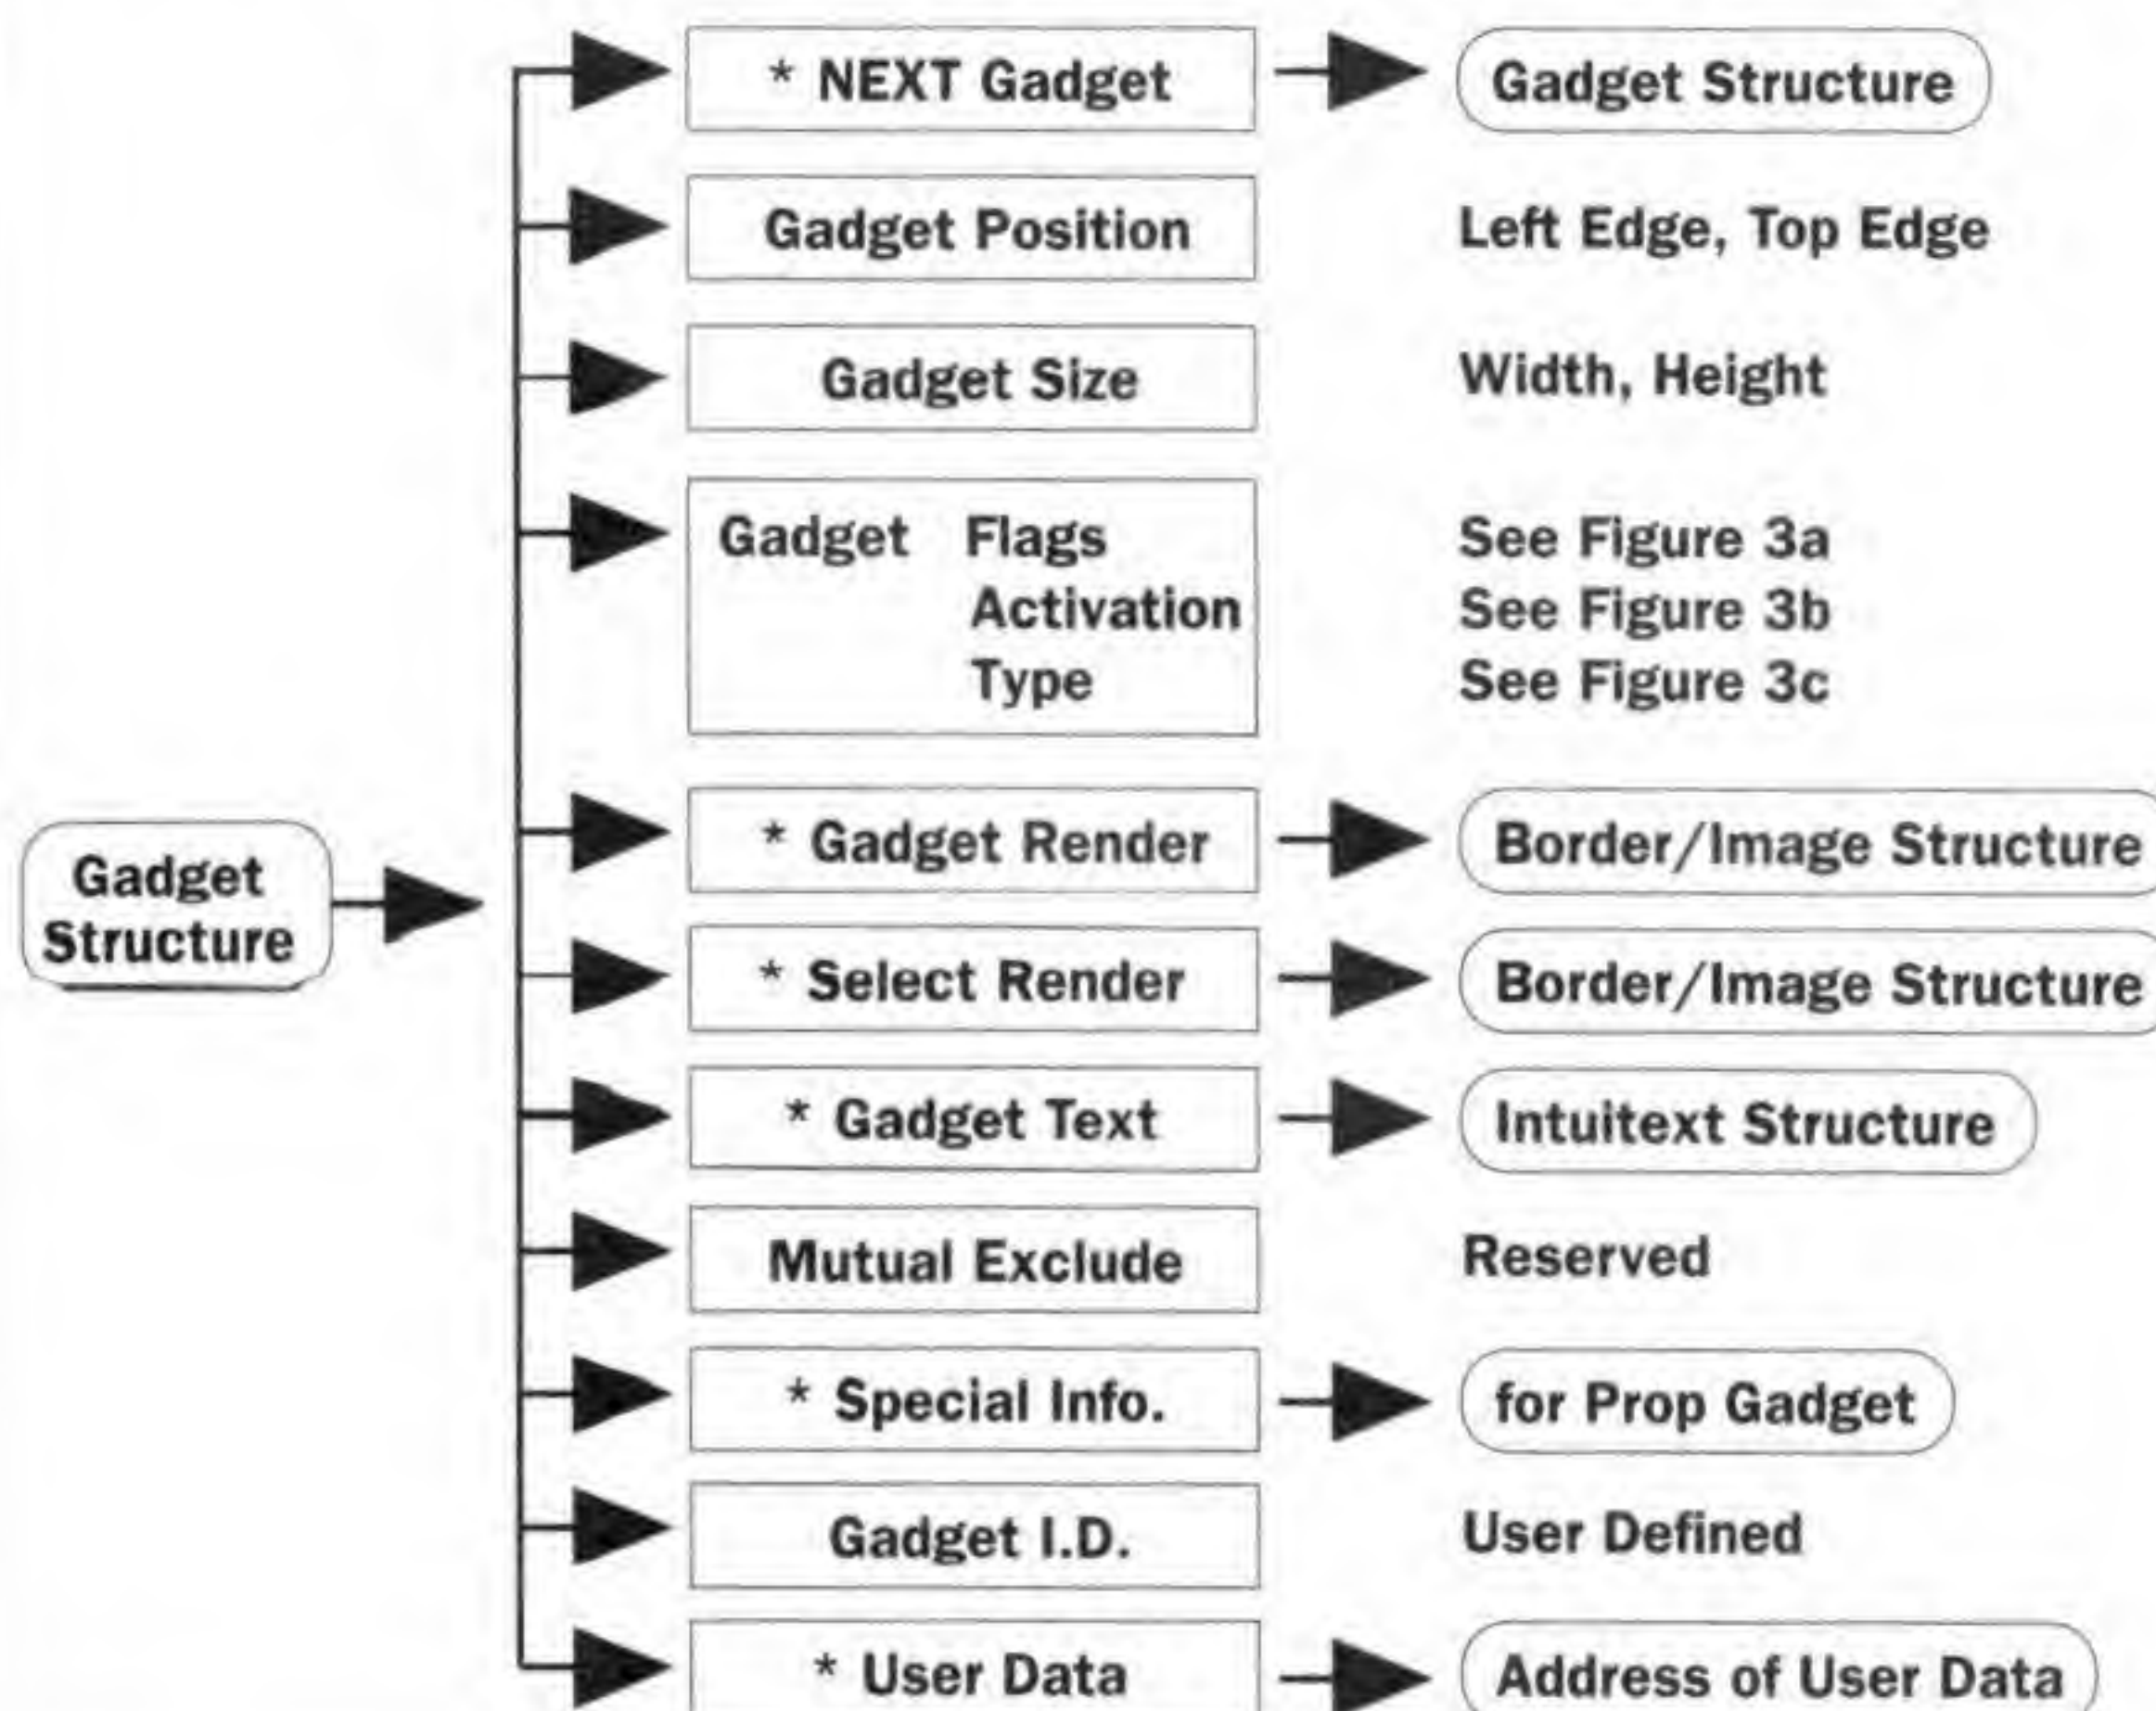 * NEXT Gadget
Gadget Structure
Gadget Position
Left Edge, Top Edge
Gadget Size
Width, Height
Gadget Flags
See Figure 3a
Activation
See Figure 3b
Type
See Figure 3c
Gadget
Structure
* Gadget Render
Border/Image Structure
* Select Render
Border/Image Structure
* Gadget Text
Intuitext Structure
Mutual Exclude
Reserved
* Special Info.
for Prop Gadget
Gadget I.D.
User Defined
* User Data
Address of User Data